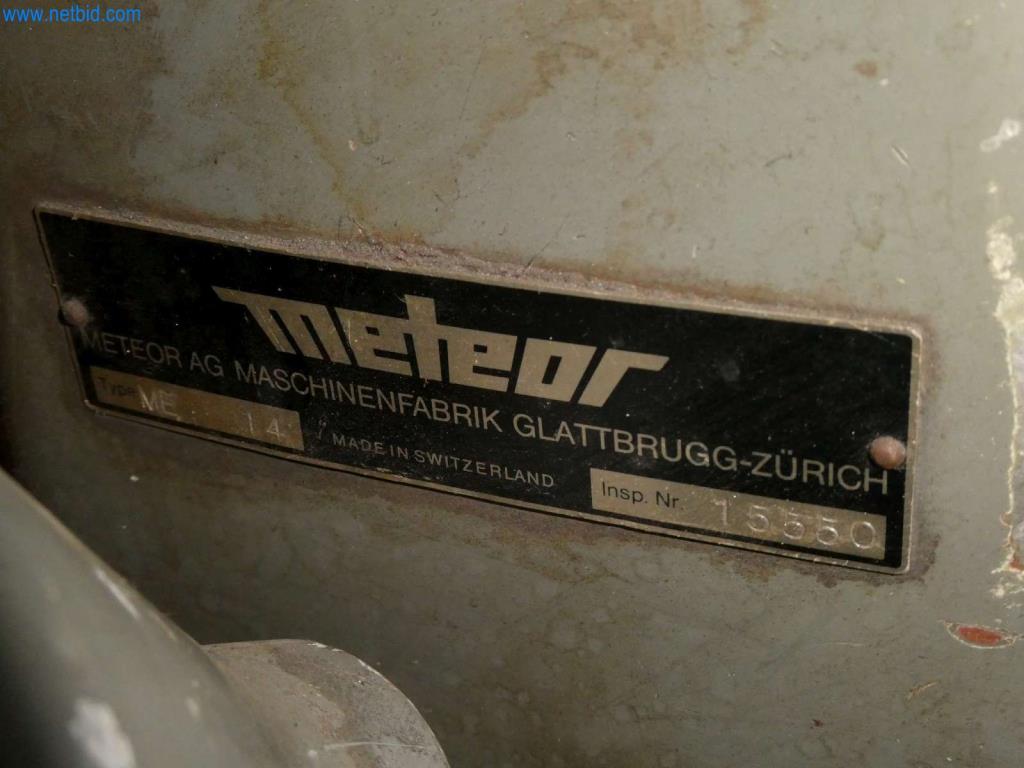 www.netbid.com
meteor
METEOR AG MASCHINENFABRIK GLATTBRUGG-ZÜRICH
Type ME 14
MADE IN SWITZERLAND
Insp. Nr. 15550